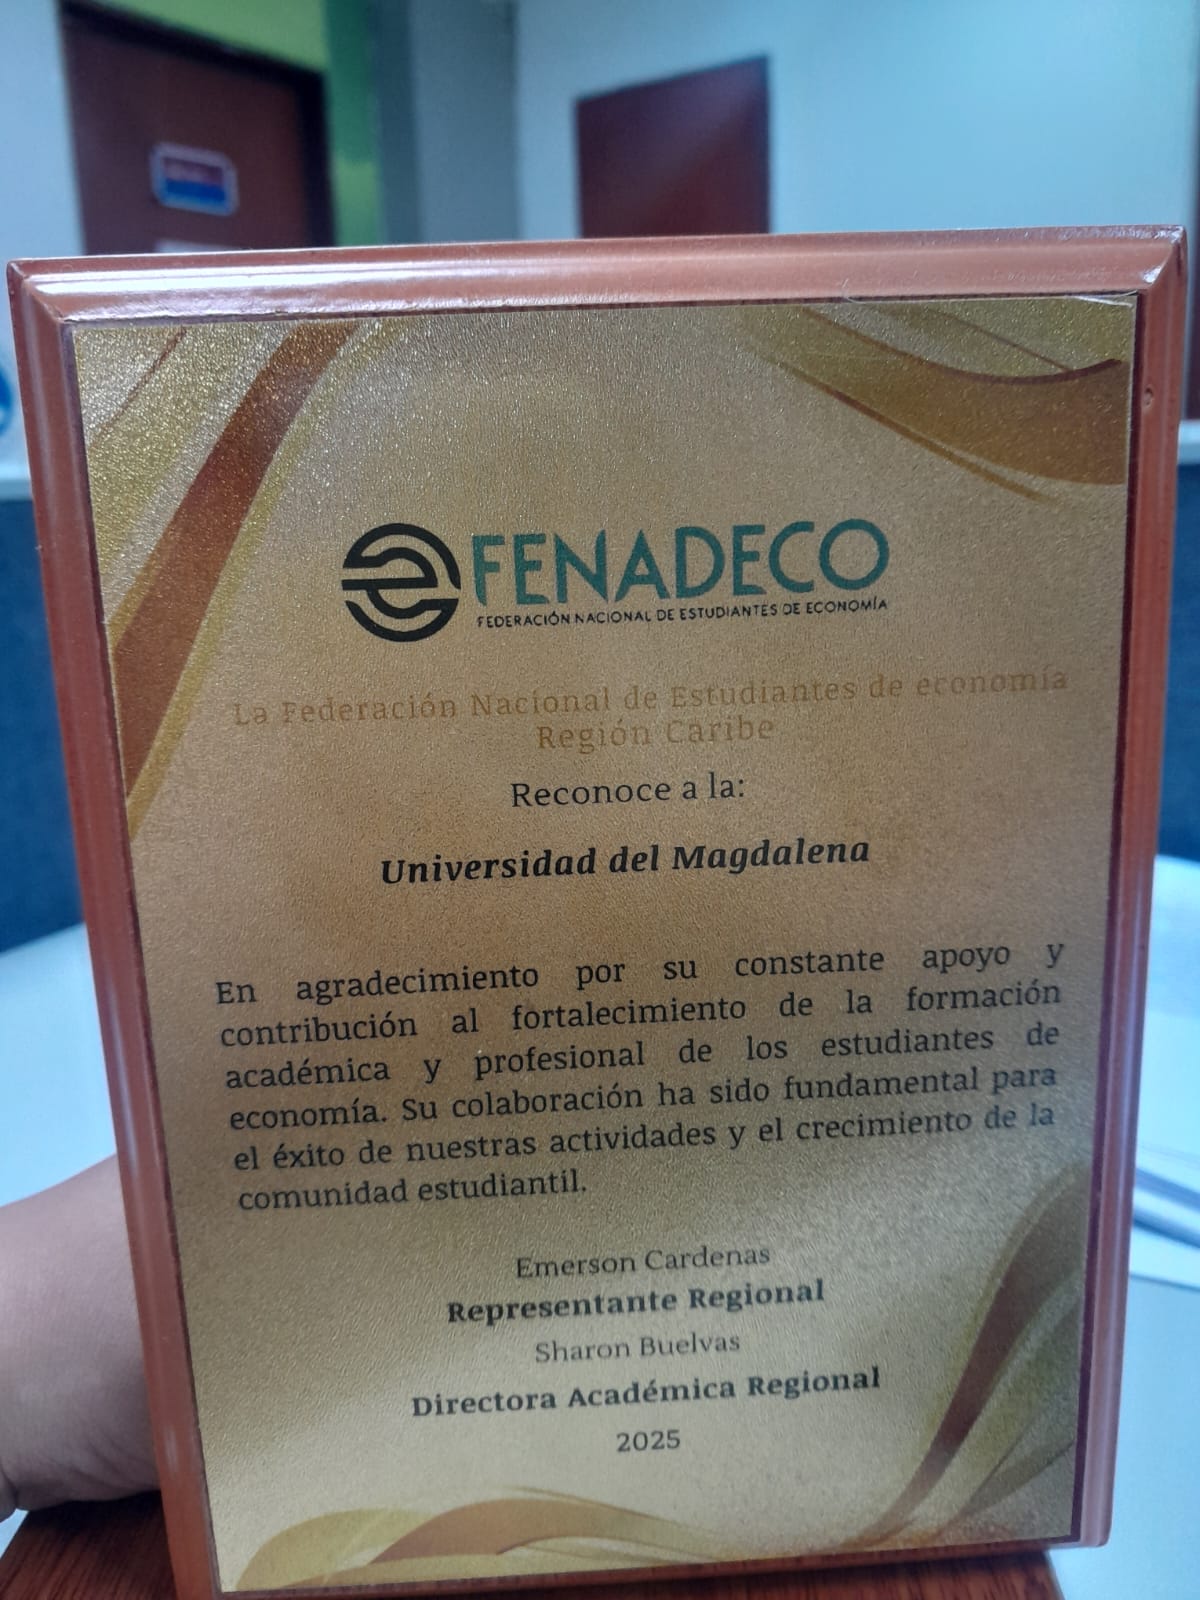 FENADECO
FEDERACIÓN NACIONAL DE ESTUDIANTES DE ECONOMÍA
La Federación Nacional de Estudiantes de economía
Región Caribe
Reconoce a la:
Universidad del Magdalena
En agradecimiento por su constante apoyo y
contribución al fortalecimiento de la formación
académica y profesional de los estudiantes de
economía. Su colaboración ha sido fundamental para
el éxito de nuestras actividades y el crecimiento de la
comunidad estudiantil.
Emerson Cardenas
Representante Regional
Sharon Buelvas
Directora Académica Regional
2025